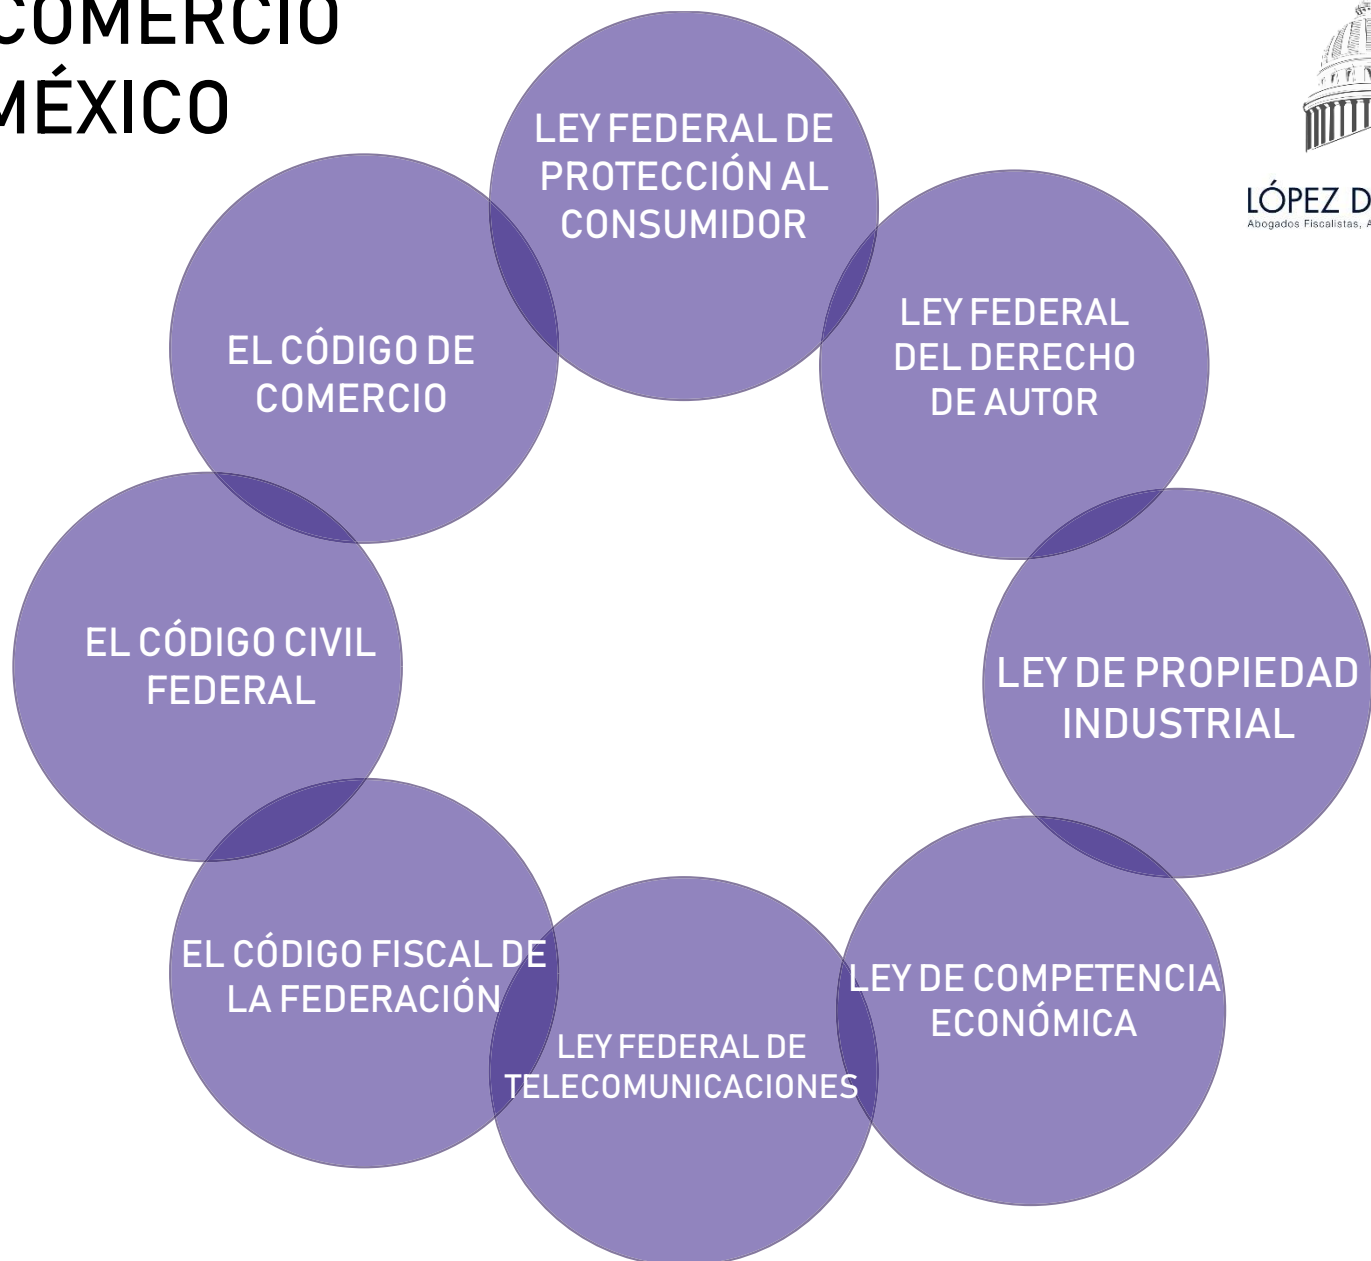 COMERCIO
MÉXICO
LÓPEZ D
Abogados Fiscalistas, A
LEY FEDERAL DE
PROTECCIÓN AL
CONSUMIDOR
LEY FEDERAL
DEL DERECHO
DE AUTOR
LEY DE PROPIEDAD
INDUSTRIAL
LEY DE COMPETENCIA
ECONÓMICA
LEY FEDERAL DE
TELECOMUNICACIONES
EL CÓDIGO FISCAL DE
LA FEDERACIÓN
EL CÓDIGO CIVIL
FEDERAL
EL CÓDIGO DE
COMERCIO